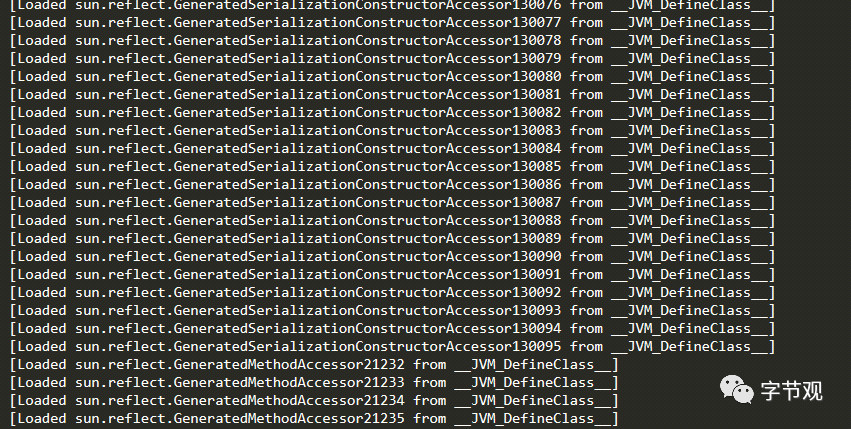 [Loaded sun.reflect.GeneratedSerializationConstructorAccessor130076 from __JVM_DefineClass__]
[Loaded sun.reflect.GeneratedSerializationConstructorAccessor130077 from __JVM_DefineClass__]
[Loaded sun.reflect.GeneratedSerializationConstructorAccessor130078 from __JVM_DefineClass__]
[Loaded sun.reflect.GeneratedSerializationConstructorAccessor130079 from __JVM_DefineClass__]
[Loaded sun.reflect.GeneratedSerializationConstructorAccessor130080 from __JVM_DefineClass__]
[Loaded sun.reflect.GeneratedSerializationConstructorAccessor130081 from __JVM_DefineClass__]
[Loaded sun.reflect.GeneratedSerializationConstructorAccessor130082 from __JVM_DefineClass__]
[Loaded sun.reflect.GeneratedSerializationConstructorAccessor130083 from __JVM_DefineClass__]
[Loaded sun.reflect.GeneratedSerializationConstructorAccessor130084 from __JVM_DefineClass__]
[Loaded sun.reflect.GeneratedSerializationConstructorAccessor130085 from __JVM_DefineClass__]
[Loaded sun.reflect.GeneratedSerializationConstructorAccessor130086 from __JVM_DefineClass__]
[Loaded sun.reflect.GeneratedSerializationConstructorAccessor130087 from __JVM_DefineClass__]
[Loaded sun.reflect.GeneratedSerializationConstructorAccessor130088 from __JVM_DefineClass__]
[Loaded sun.reflect.GeneratedSerializationConstructorAccessor130089 from __JVM_DefineClass__]
[Loaded sun.reflect.GeneratedSerializationConstructorAccessor130090 from __JVM_DefineClass__]
[Loaded sun.reflect.GeneratedSerializationConstructorAccessor130091 from __JVM_DefineClass__]
[Loaded sun.reflect.GeneratedSerializationConstructorAccessor130092 from __JVM_DefineClass__]
[Loaded sun.reflect.GeneratedSerializationConstructorAccessor130093 from __JVM_DefineClass__]
[Loaded sun.reflect.GeneratedSerializationConstructorAccessor130094 from __JVM_DefineClass__]
[Loaded sun.reflect.GeneratedSerializationConstructorAccessor130095 from __JVM_DefineClass__]
[Loaded sun.reflect.GeneratedMethodAccessor21232 from __JVM_DefineClass__]
[Loaded sun.reflect.GeneratedMethodAccessor21233 from __JVM_DefineClass__]
[Loaded sun.reflect.GeneratedMethodAccessor21234 from __JVM_DefineClass__]
[Loaded sun.reflect.GeneratedMethodAccessor21235 from __JVM_DefineClass__]
字节观